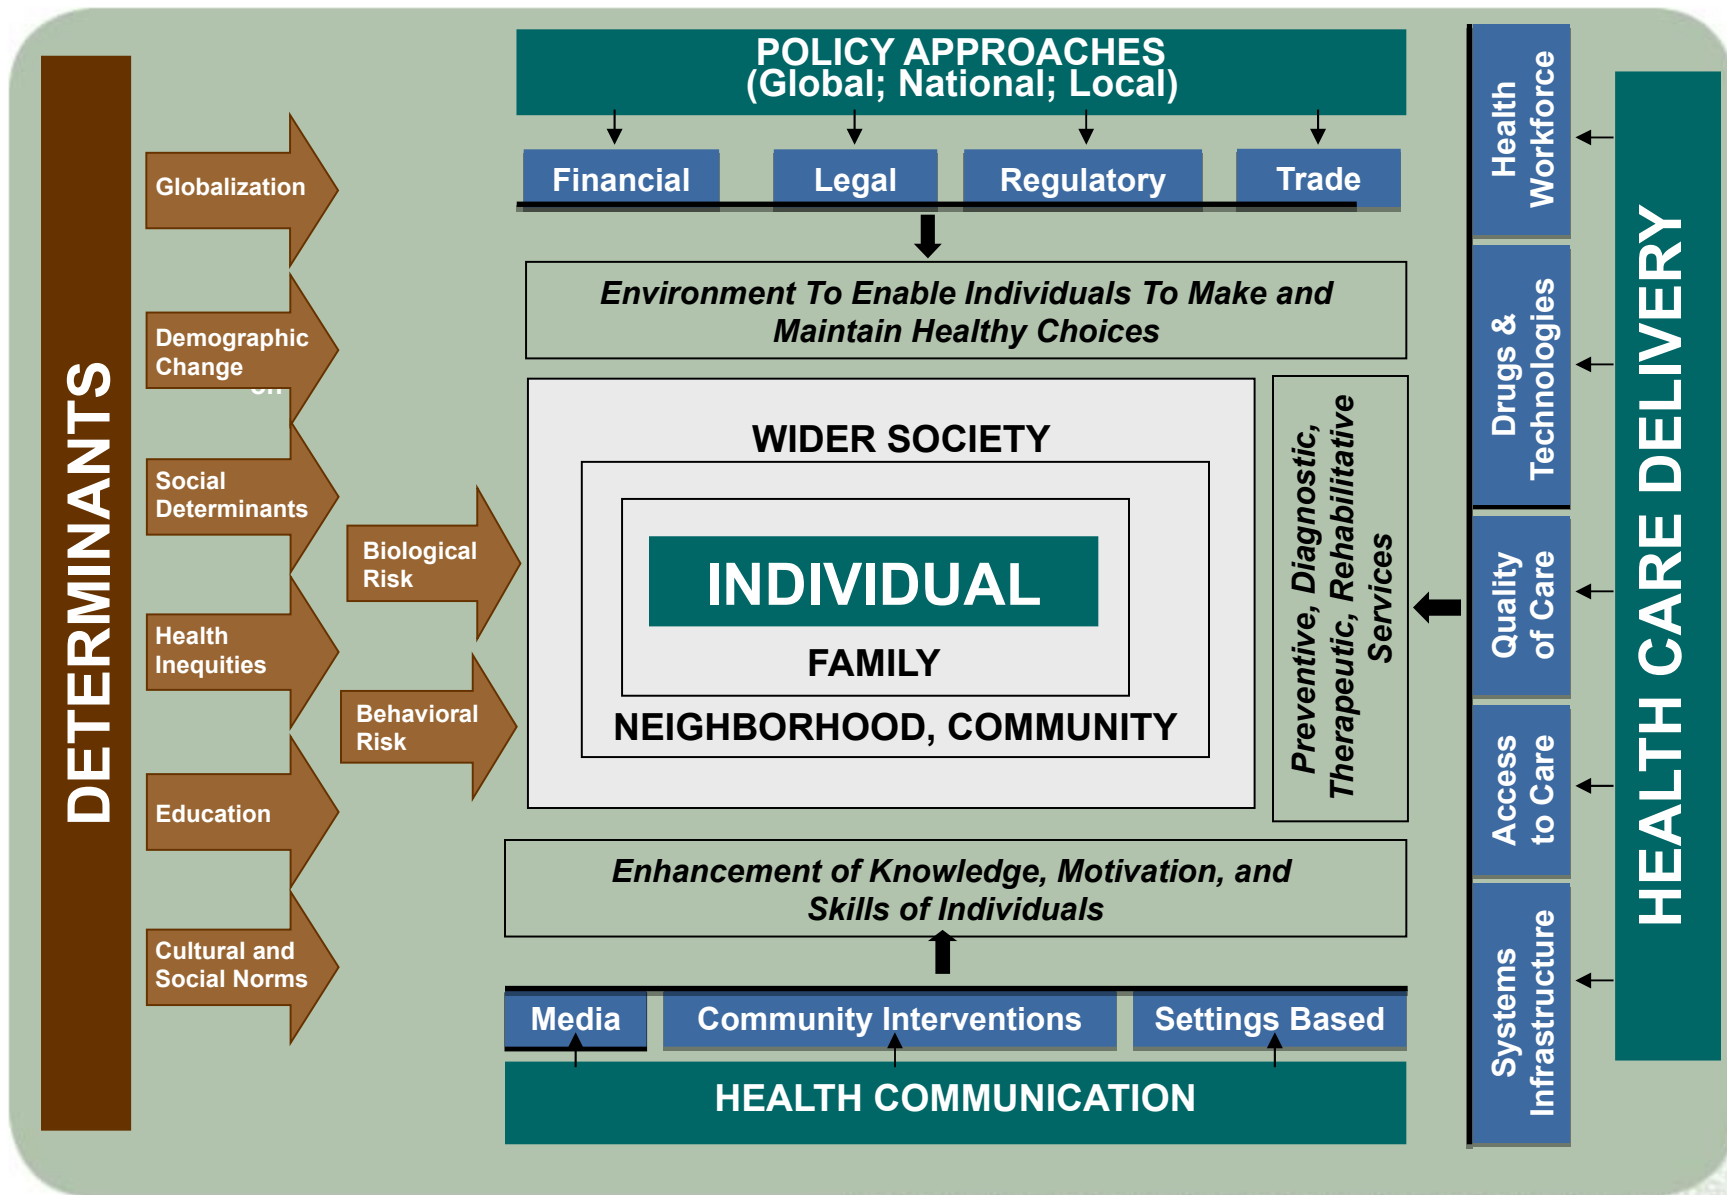 POLICY APPROACHES
(Global; National; Local)
Financial
Legal
Regulatory
Trade
Environment To Enable Individuals To Make and
Maintain Healthy Choices
DETERMINANTS
Globalization
Demographic
Change
on
Social
Determinants
Health
Inequities
Education
Cultural and
Social Norms
Biological
Risk
Behavioral
Risk
WIDER SOCIETY
INDIVIDUAL
FAMILY
NEIGHBORHOOD, COMMUNITY
Preventive, Diagnostic,
Therapeutic, Rehabilitative
Services
Health
Workforce
Drugs &
Technologies
Quality
of Care
Access
to Care
Systems
Infrastructure
HEALTH CARE DELIVERY
Enhancement of Knowledge, Motivation, and
Skills of Individuals
Media
Community Interventions
Settings Based
HEALTH COMMUNICATION